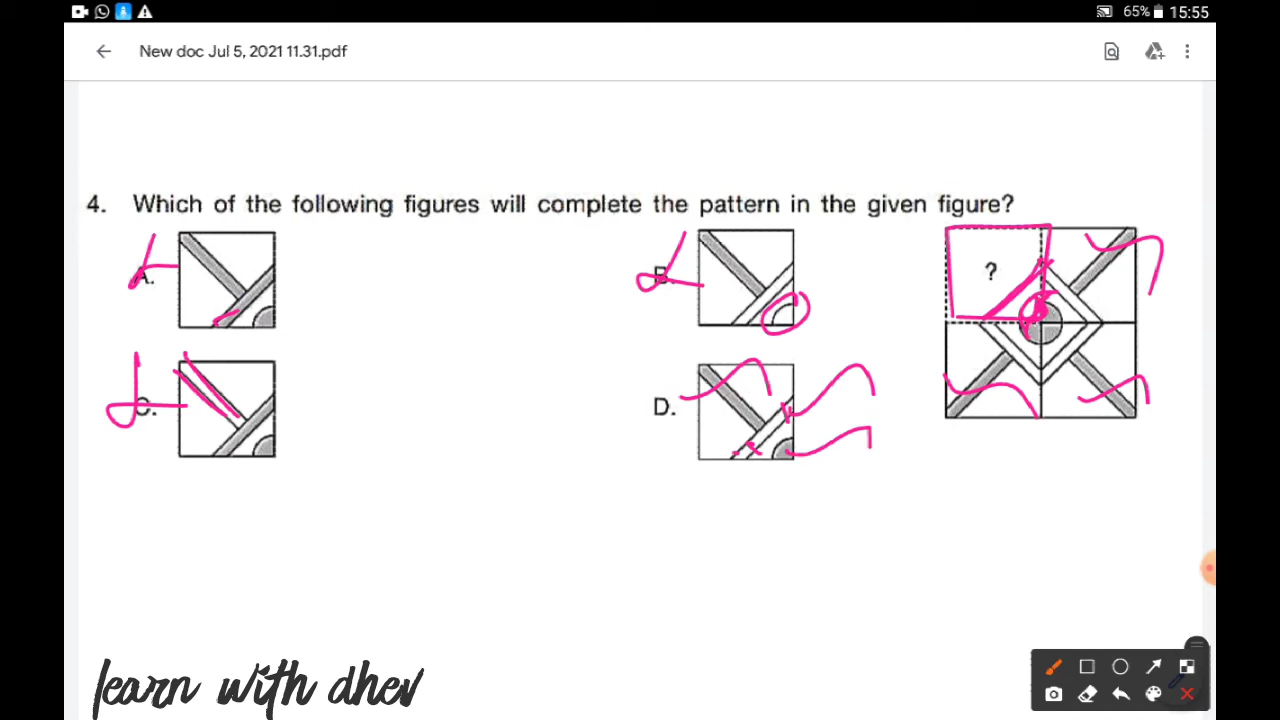 65% 15:55
New doc Jul 5, 2021 11.31.pdf
4. Which of the following figures will complete the pattern in the given figure?
A.
B.
?
C.
D.
learn with dhev